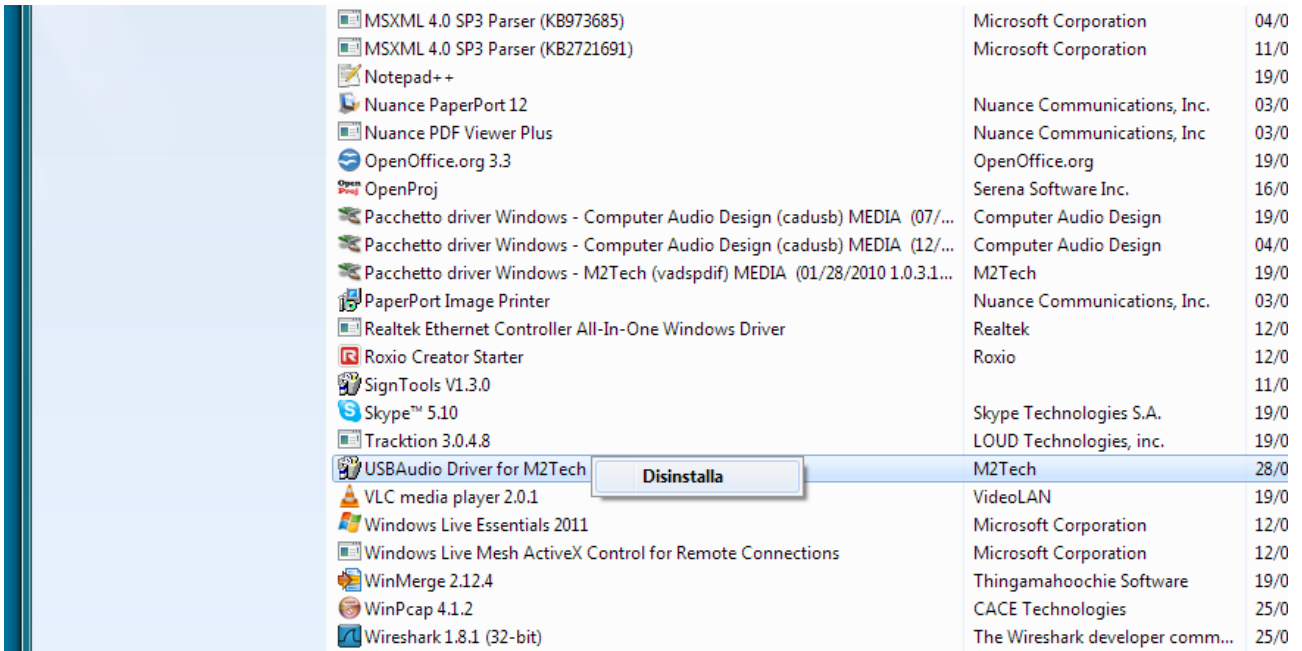 MSXML 4.0 SP3 Parser (KB973685) Microsoft Corporation 04/0
MSXML 4.0 SP3 Parser (KB2721691) Microsoft Corporation 11/0
Notepad++ 19/0
Nuance PaperPort 12 Nuance Communications, Inc. 03/0
Nuance PDF Viewer Plus Nuance Communications, Inc 03/0
OpenOffice.org 3.3 OpenOffice.org 19/0
Open Proj OpenProj Serena Software Inc. 16/0
Pacchetto driver Windows - Computer Audio Design (cadusb) MEDIA (07/... Computer Audio Design 19/0
Pacchetto driver Windows - Computer Audio Design (cadusb) MEDIA (12/... Computer Audio Design 04/0
Pacchetto driver Windows - M2Tech (vadspdif) MEDIA (01/28/2010 1.0.3.1... M2Tech 19/0
PaperPort Image Printer Nuance Communications, Inc. 03/0
Realtek Ethernet Controller All-In-One Windows Driver Realtek 12/0
Roxio Creator Starter Roxio 12/0
SignTools V1.3.0 11/0
Skype™ 5.10 Skype Technologies S.A. 19/0
Tracktion 3.0.4.8 LOUD Technologies, inc. 19/0
USBAudio Driver for M2Tech Disinstalla M2Tech 28/0
VLC media player 2.0.1 VideoLAN 19/0
Windows Live Essentials 2011 Microsoft Corporation 12/0
Windows Live Mesh ActiveX Control for Remote Connections Microsoft Corporation 12/0
WinMerge 2.12.4 Thingamahoochie Software 19/0
WinPcap 4.1.2 CACE Technologies 25/0
Wireshark 1.8.1 (32-bit) The Wireshark developer comm... 25/0